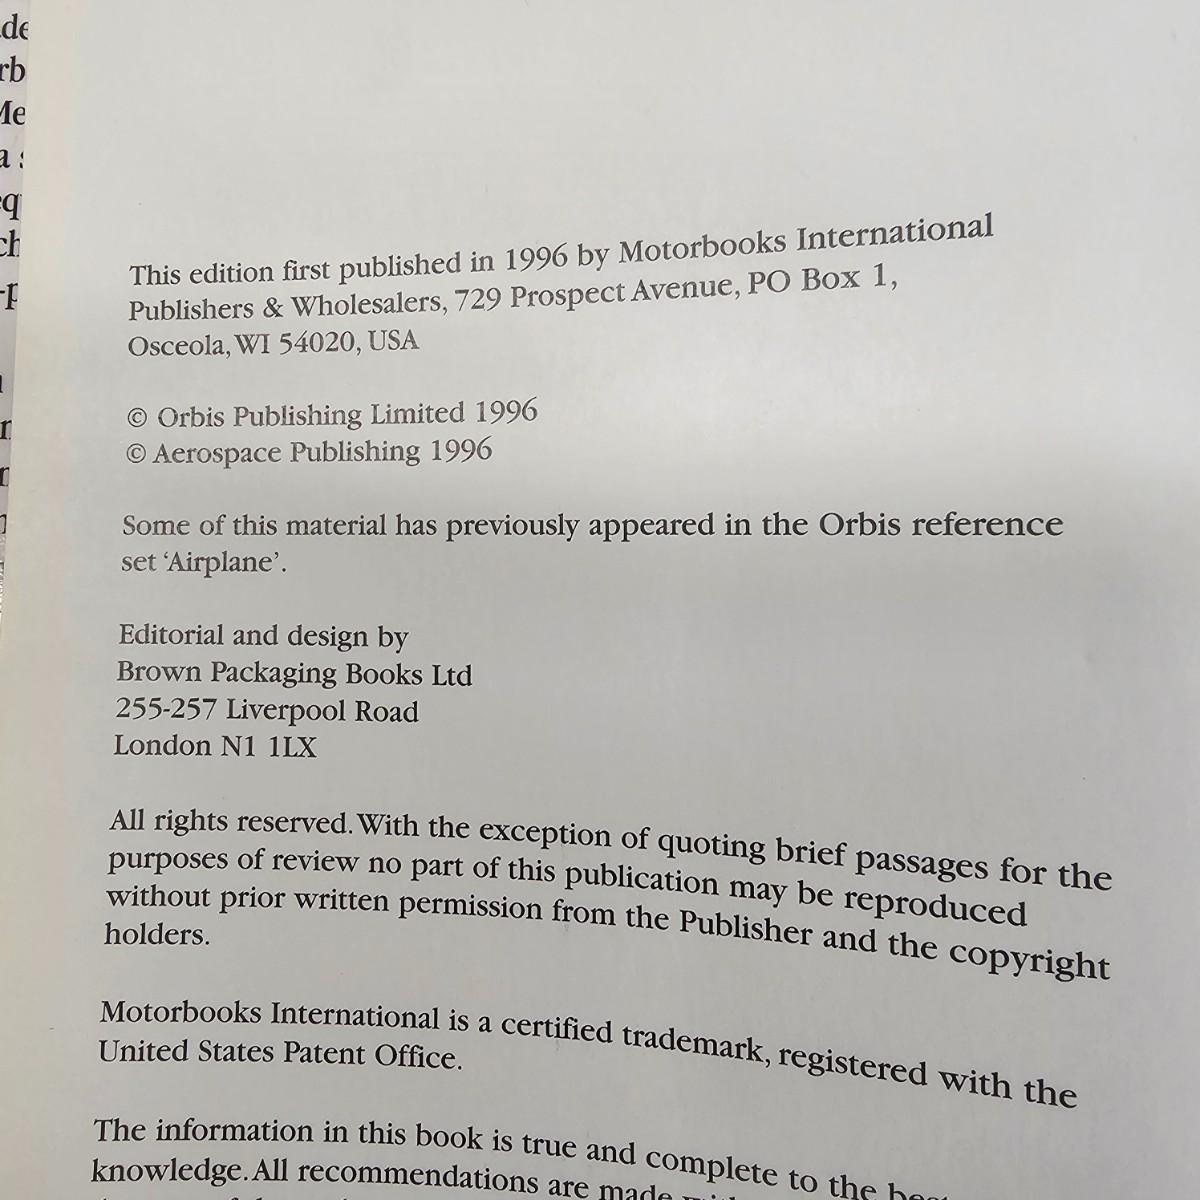 This edition first published in 1996 by Motorbooks International
Publishers & Wholesalers, 729 Prospect Avenue, PO Box 1,
Osceola, WI 54020, USA
© Orbis Publishing Limited 1996
© Aerospace Publishing 1996
Some of this material has previously appeared in the Orbis reference
set ‘Airplane’.
Editorial and design by
Brown Packaging Books Ltd
255-257 Liverpool Road
London N1 1LX
All rights reserved. With the exception of quoting brief passages for the
purposes of review no part of this publication may be reproduced
without prior written permission from the Publisher and the copyright
holders.
Motorbooks International is a certified trademark, registered with the
United States Patent Office.
The information in this book is true and complete to the best
knowledge. All recommendations are made